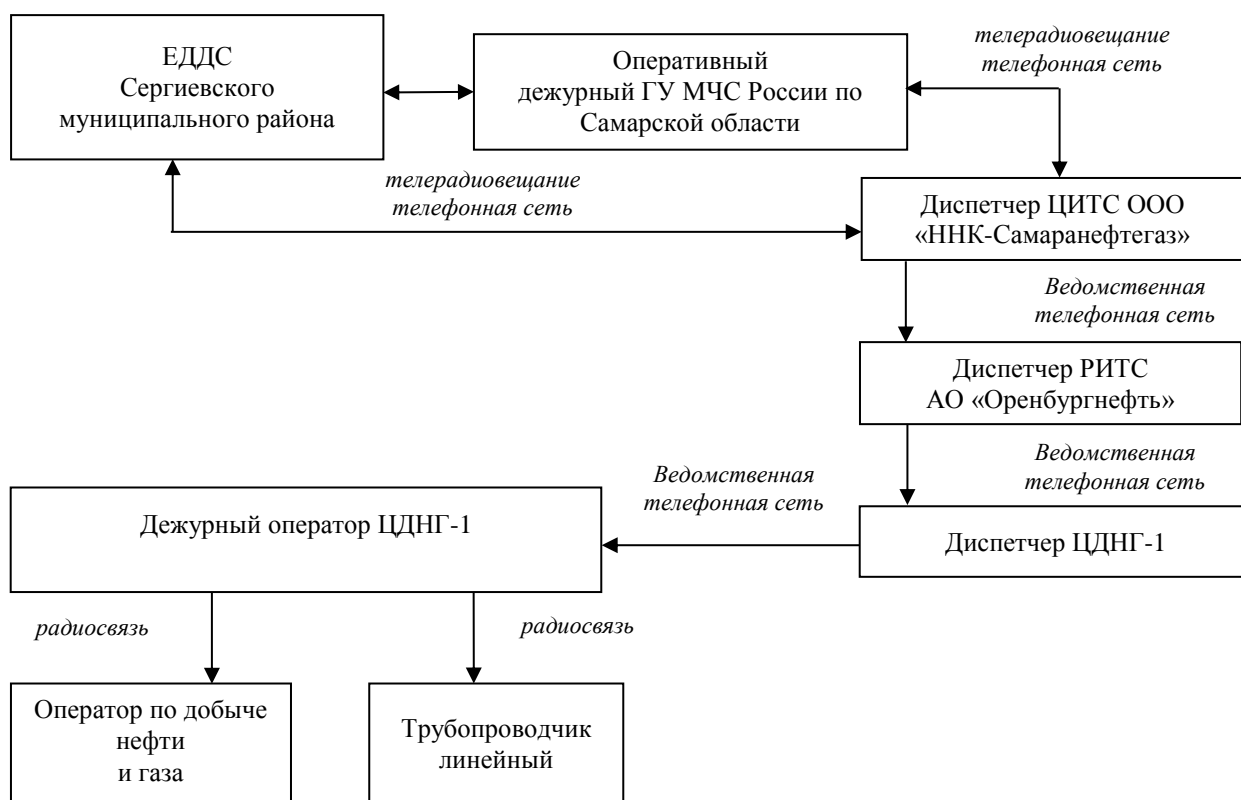 ЕДДС
Сергиевского
муниципального района
Оперативный
дежурный ГУ МЧС России по
Самарской области
телерадиовещание
телефонная сеть
телерадиовещание
телефонная сеть
Диспетчер ЦИТС ООО
«ННК-Самаранефтегаз»
Ведомственная
телефонная сеть
Диспетчер РИТС
АО «Оренбургнефть»
Ведомственная
телефонная сеть
Ведомственная
телефонная сеть
Дежурный оператор ЦДНГ-1
Диспетчер ЦДНГ-1
радиосвязь
радиосвязь
Оператор по добыче
нефти
и газа
Трубопроводчик
линейный